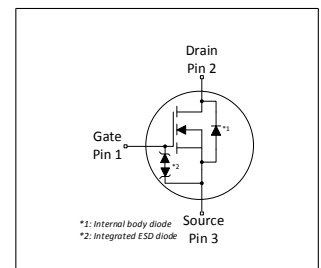 Drain
Pin 2
*1
Gate
Pin 1
*2
Source
Pin 3
*1: Internal body diode
*2: Integrated ESD diode